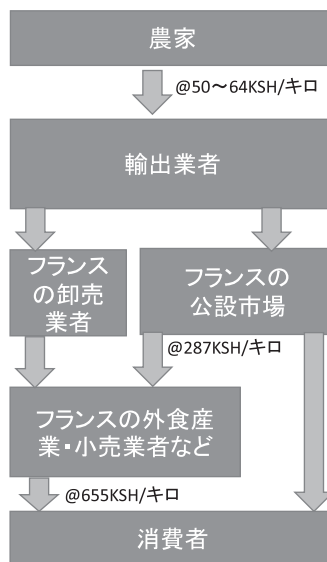 農家
@50～64KSH/キロ
輸出業者
フランス
の卸売
業者
フランスの
公設市場
@287KSH/キロ
フランスの外食産
業・小売業者など
@655KSH/キロ
消費者